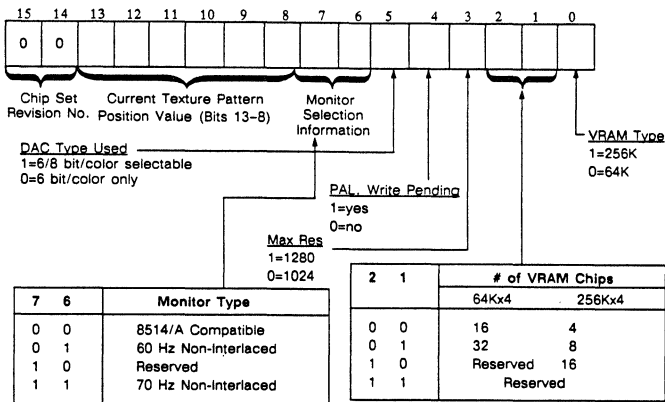 15 14 13 12 11 10 9 8 7 6 5 4 3 2 1 0
0 0
Chip Set
Revision No.
Current Texture Pattern
Position Value (Bits 13-8)
Monitor
Selection
Information
DAC Type Used
1=6/8 bit/color selectable
0=6 bit/color only
PAL. Write Pending
1=yes
0=no
VRAM Type
1=256K
0=64K
Max Res
1=1280
0=1024
7 6 Monitor Type
0 0 8514/A Compatible
0 1 60 Hz Non-Interlaced
1 0 Reserved
1 1 70 Hz Non-Interlaced
2 1 # of VRAM Chips
64Kx4 256Kx4
0 0 16 4
0 1 32 8
1 0 Reserved 16
1 1 Reserved